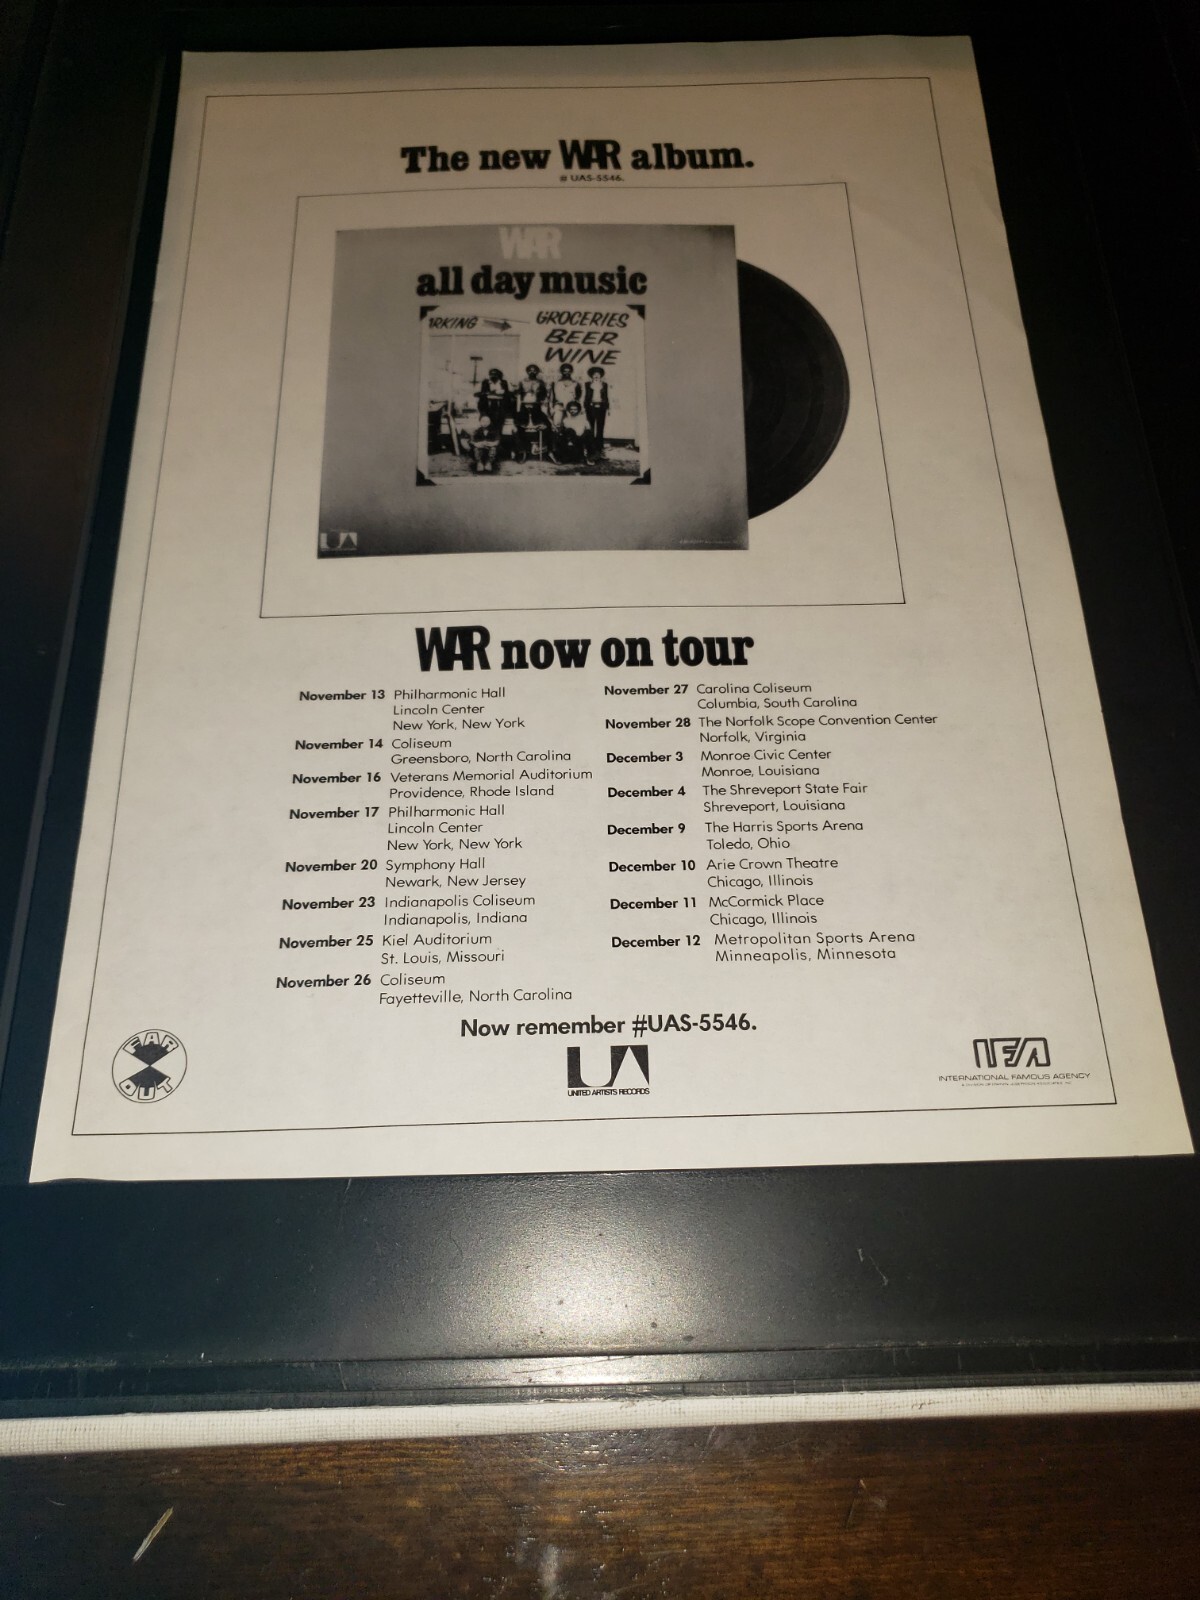 The new WAR album.
# UAS-5546.
WAR
all day music
ARKING GROCERIES
BEER
WINE
UA
WAR now on tour
November 13 Philharmonic Hall
Lincoln Center
New York, New York
November 14 Coliseum
Greensboro, North Carolina
November 16 Veterans Memorial Auditorium
Providence, Rhode Island
November 17 Philharmonic Hall
Lincoln Center
New York, New York
November 20 Symphony Hall
Newark, New Jersey
November 23 Indianapolis Coliseum
Indianapolis, Indiana
November 25 Kiel Auditorium
St. Louis, Missouri
November 26 Coliseum
Fayetteville, North Carolina
November 27 Carolina Coliseum
Columbia, South Carolina
November 28 The Norfolk Scope Convention Center
Norfolk, Virginia
December 3 Monroe Civic Center
Monroe, Louisiana
December 4 The Shreveport State Fair
Shreveport, Louisiana
December 9 The Harris Sports Arena
Toledo, Ohio
December 10 Arie Crown Theatre
Chicago, Illinois
December 11 McCormick Place
Chicago, Illinois
December 12 Metropolitan Sports Arena
Minneapolis, Minnesota
Now remember #UAS-5546.
FAR
OUT
UA
UNITED ARTISTS RECORDS
IFA
INTERNATIONAL FAMOUS AGENCY